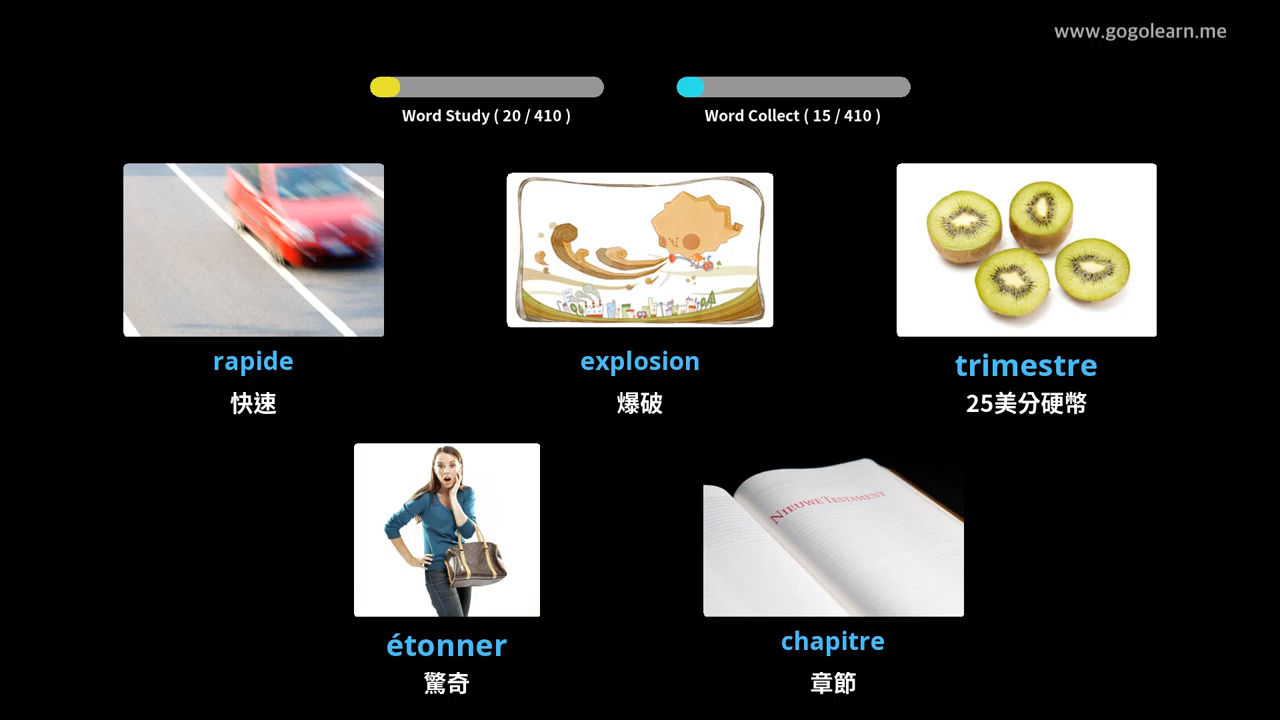 www.gogolearn.me
Word Study ( 20 / 410 )
Word Collect ( 15 / 410 )
rapide
快速
explosion
爆破
trimestre
25美分硬幣
NIEUWE TESTAMENT
étonner
驚奇
chapitre
章節